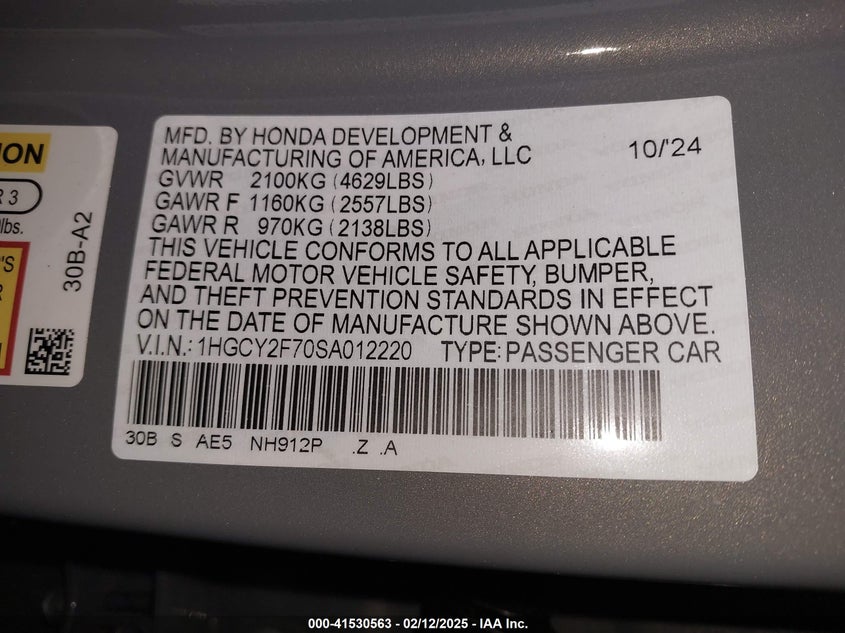 MFD. BY HONDA DEVELOPMENT &
MANUFACTURING OF AMERICA, LLC 10/'24
GVWR 2100KG (4629LBS)
GAWR F 1160KG (2557LBS)
GAWR R 970KG (2138LBS)
THIS VEHICLE CONFORMS TO ALL APPLICABLE
FEDERAL MOTOR VEHICLE SAFETY, BUMPER,
AND THEFT PREVENTION STANDARDS IN EFFECT
ON THE DATE OF MANUFACTURE SHOWN ABOVE.
V.I.N.: 1HGCY2F70SA012220 TYPE: PASSENGER CAR
30B S AE5 NH912P .Z .A
ION
R 3
lbs.
30B-A2
'S
R
000-41530563 - 02/12/2025 - IAA Inc.